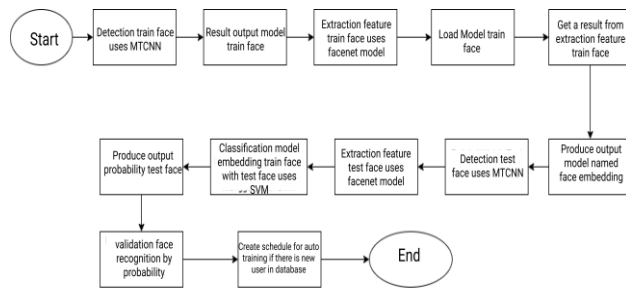 Start
Detection train face
uses MTCNN
Result output model
train face
Extraction feature
train face uses
facenet model
Load Model train
face
Get a result from
extraction feature
train face
Produce output
model named
face embedding
Detection test
face uses MTCNN
Extraction feature
test face uses
facenet model
Classification model
embedding train face
with test face uses
SVM
Produce output
probability test face
validation face
recognition by
probability
Create schedule for auto
training if there is new
user in database
End